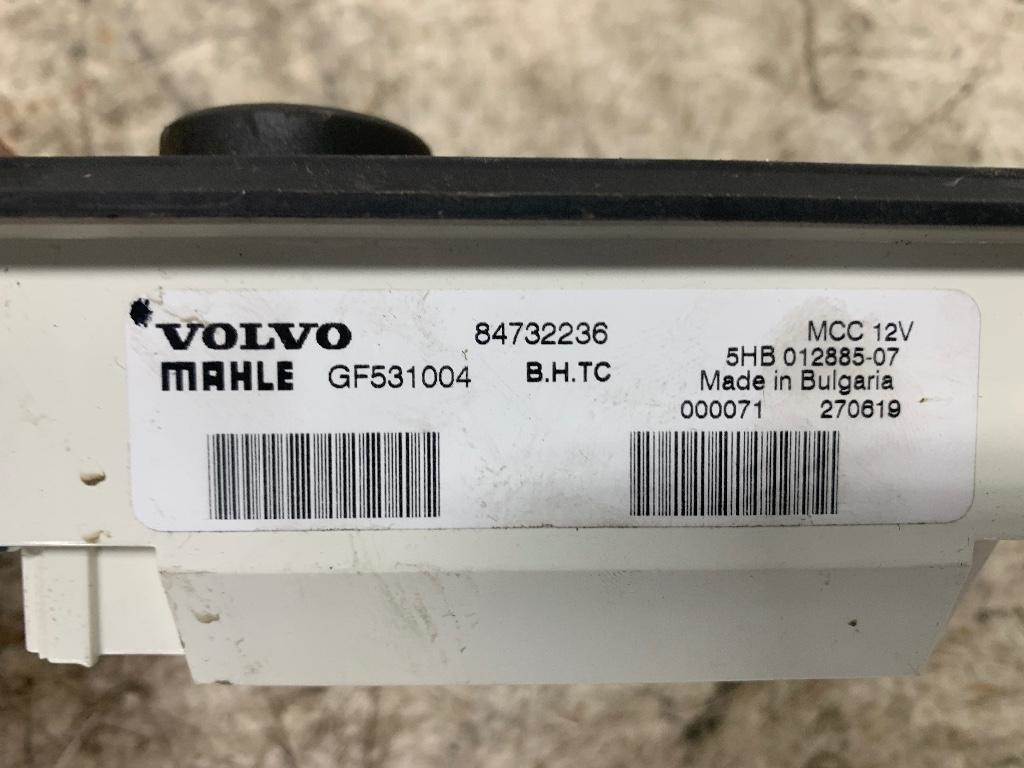 VOLVO 84732236 MCC 12V
5HB 012885-07
MAHLE GF531004 B.H.TC Made in Bulgaria
000071 270619